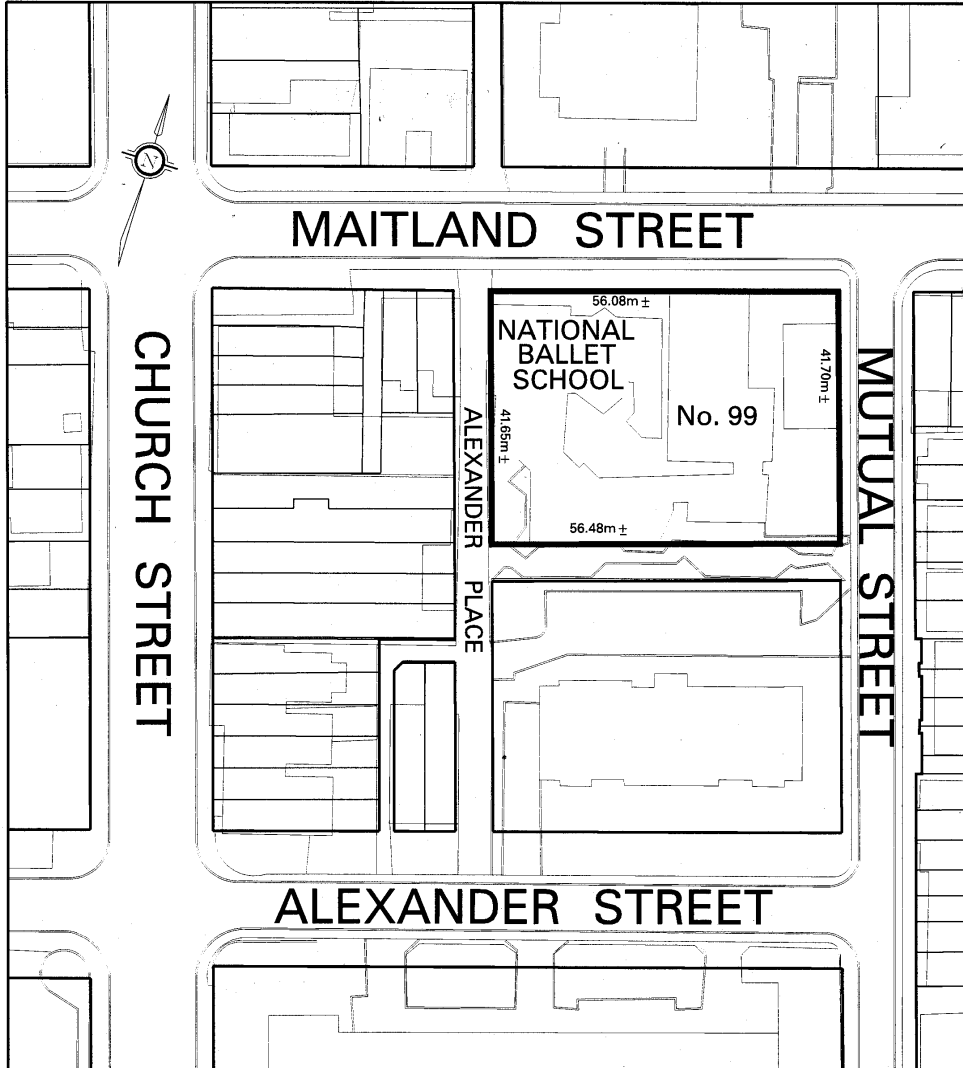 MAITLAND STREET
56.08m ±
NATIONAL
BALLET
SCHOOL
41.70m ±
No. 99
41.65m ±
56.48m ±
CHURCH STREET
ALEXANDER PLACE
MUTUAL STREET
ALEXANDER STREET